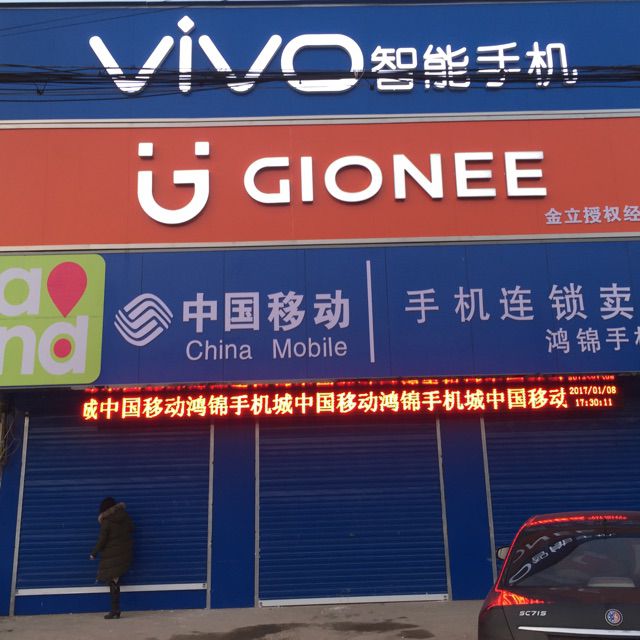 vivo智能手机
GIONEE
金立授权经
a
nd
中国移动
China Mobile
手机连锁卖
鸿锦手机
城中国移动鸿锦手机城中国移动鸿锦手机城中国移动
2017/01/08
17:30:11
SC715